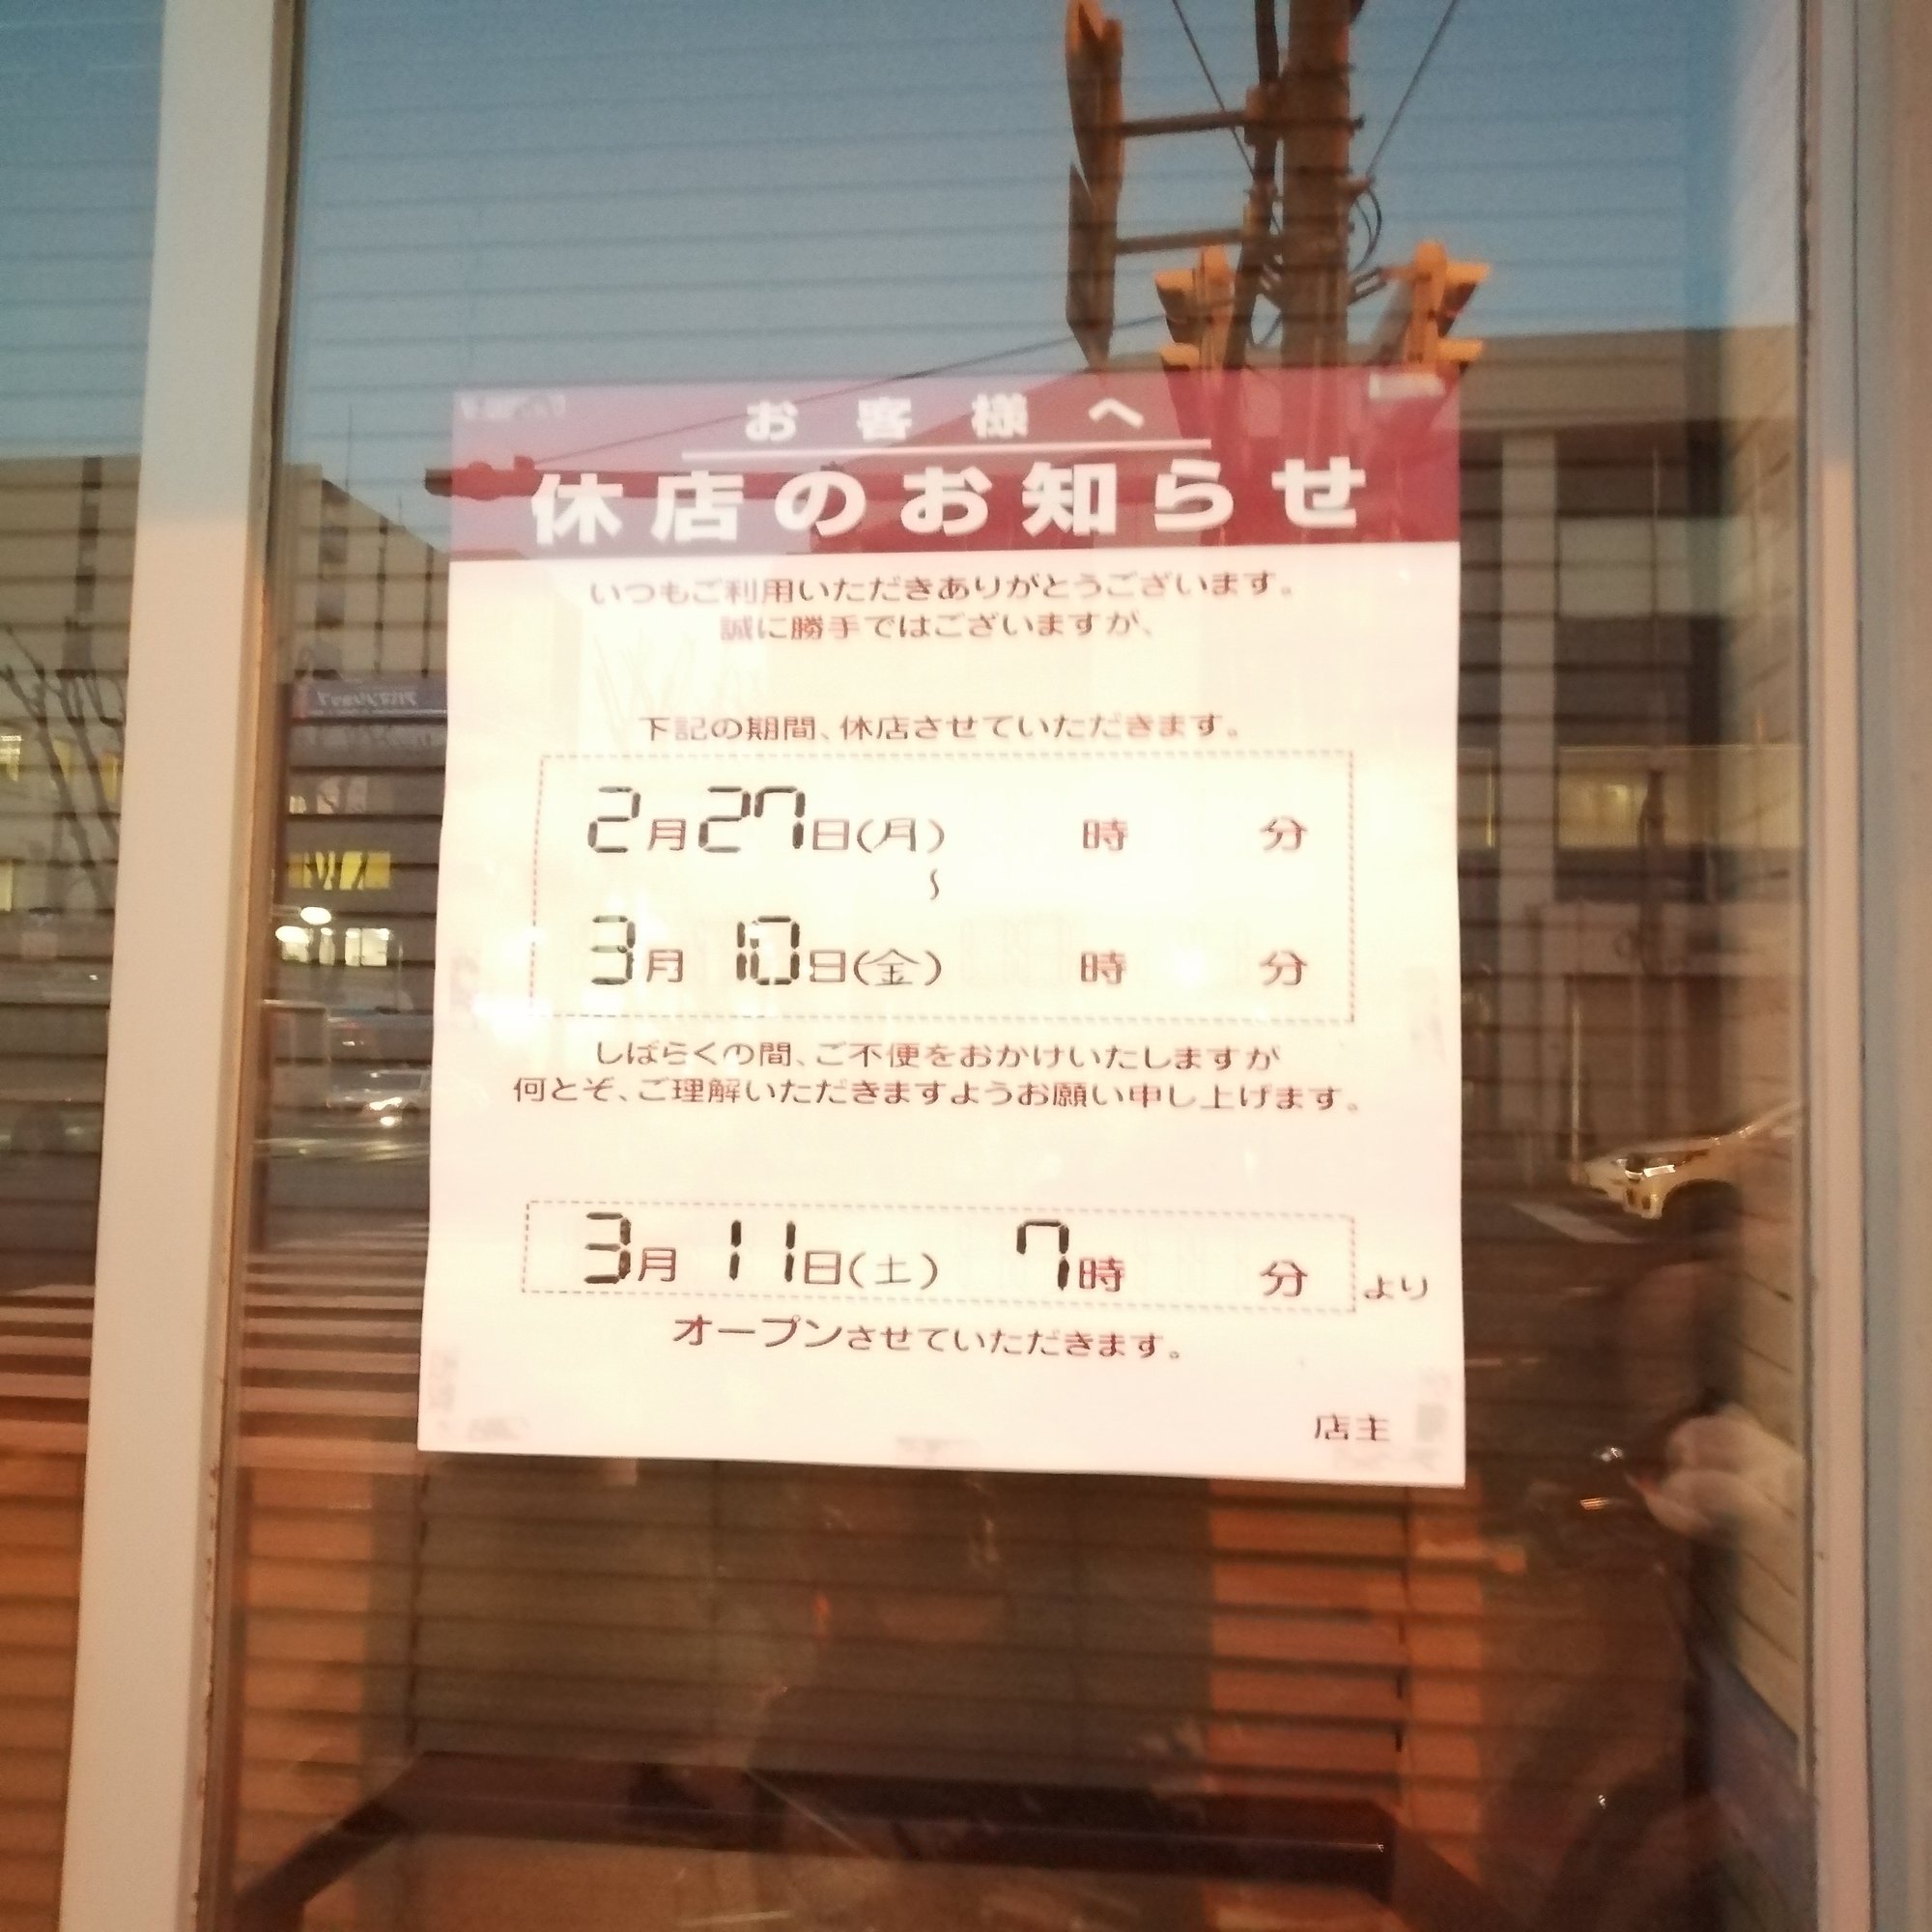 お客様へ
休店のお知らせ
いつもご利用いただきありがとうございます。
誠に勝手ではございますが、
下記の期間、休店させていただきます。
2月27日(月) 時 分
〜
3月10日(金) 時 分
しばらくの間、ご不便をおかけいたしますが
何とぞ、ご理解いただきますようお願い申し上げます。
3月11日(土) 7時 分より
オープンさせていただきます。
店主